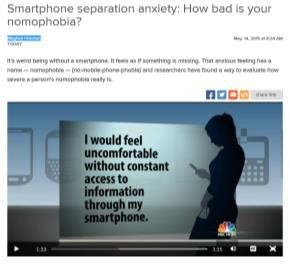 Smartphone separation anxiety: How bad is your
nomophobia?
TODAY
May 14, 2015 at 8:24 AM
It's weird being without a smartphone. It feels as if something is missing. That anxious feeling has a
name — nomophobia — (no-mobile-phone-phobia) and researchers have found a way to evaluate how
severe a person's nomophobia really is.
share link
I would feel
uncomfortable
without constant
access to
information
through my
smartphone.
1:33
3:35